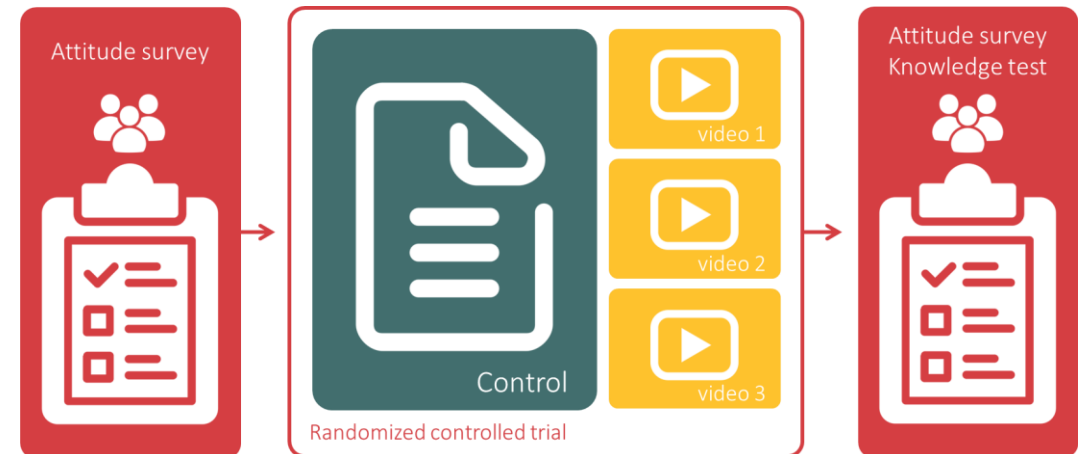 Attitude survey
Control
video 1
video 2
video 3
Randomized controlled trial
Attitude survey
Knowledge test